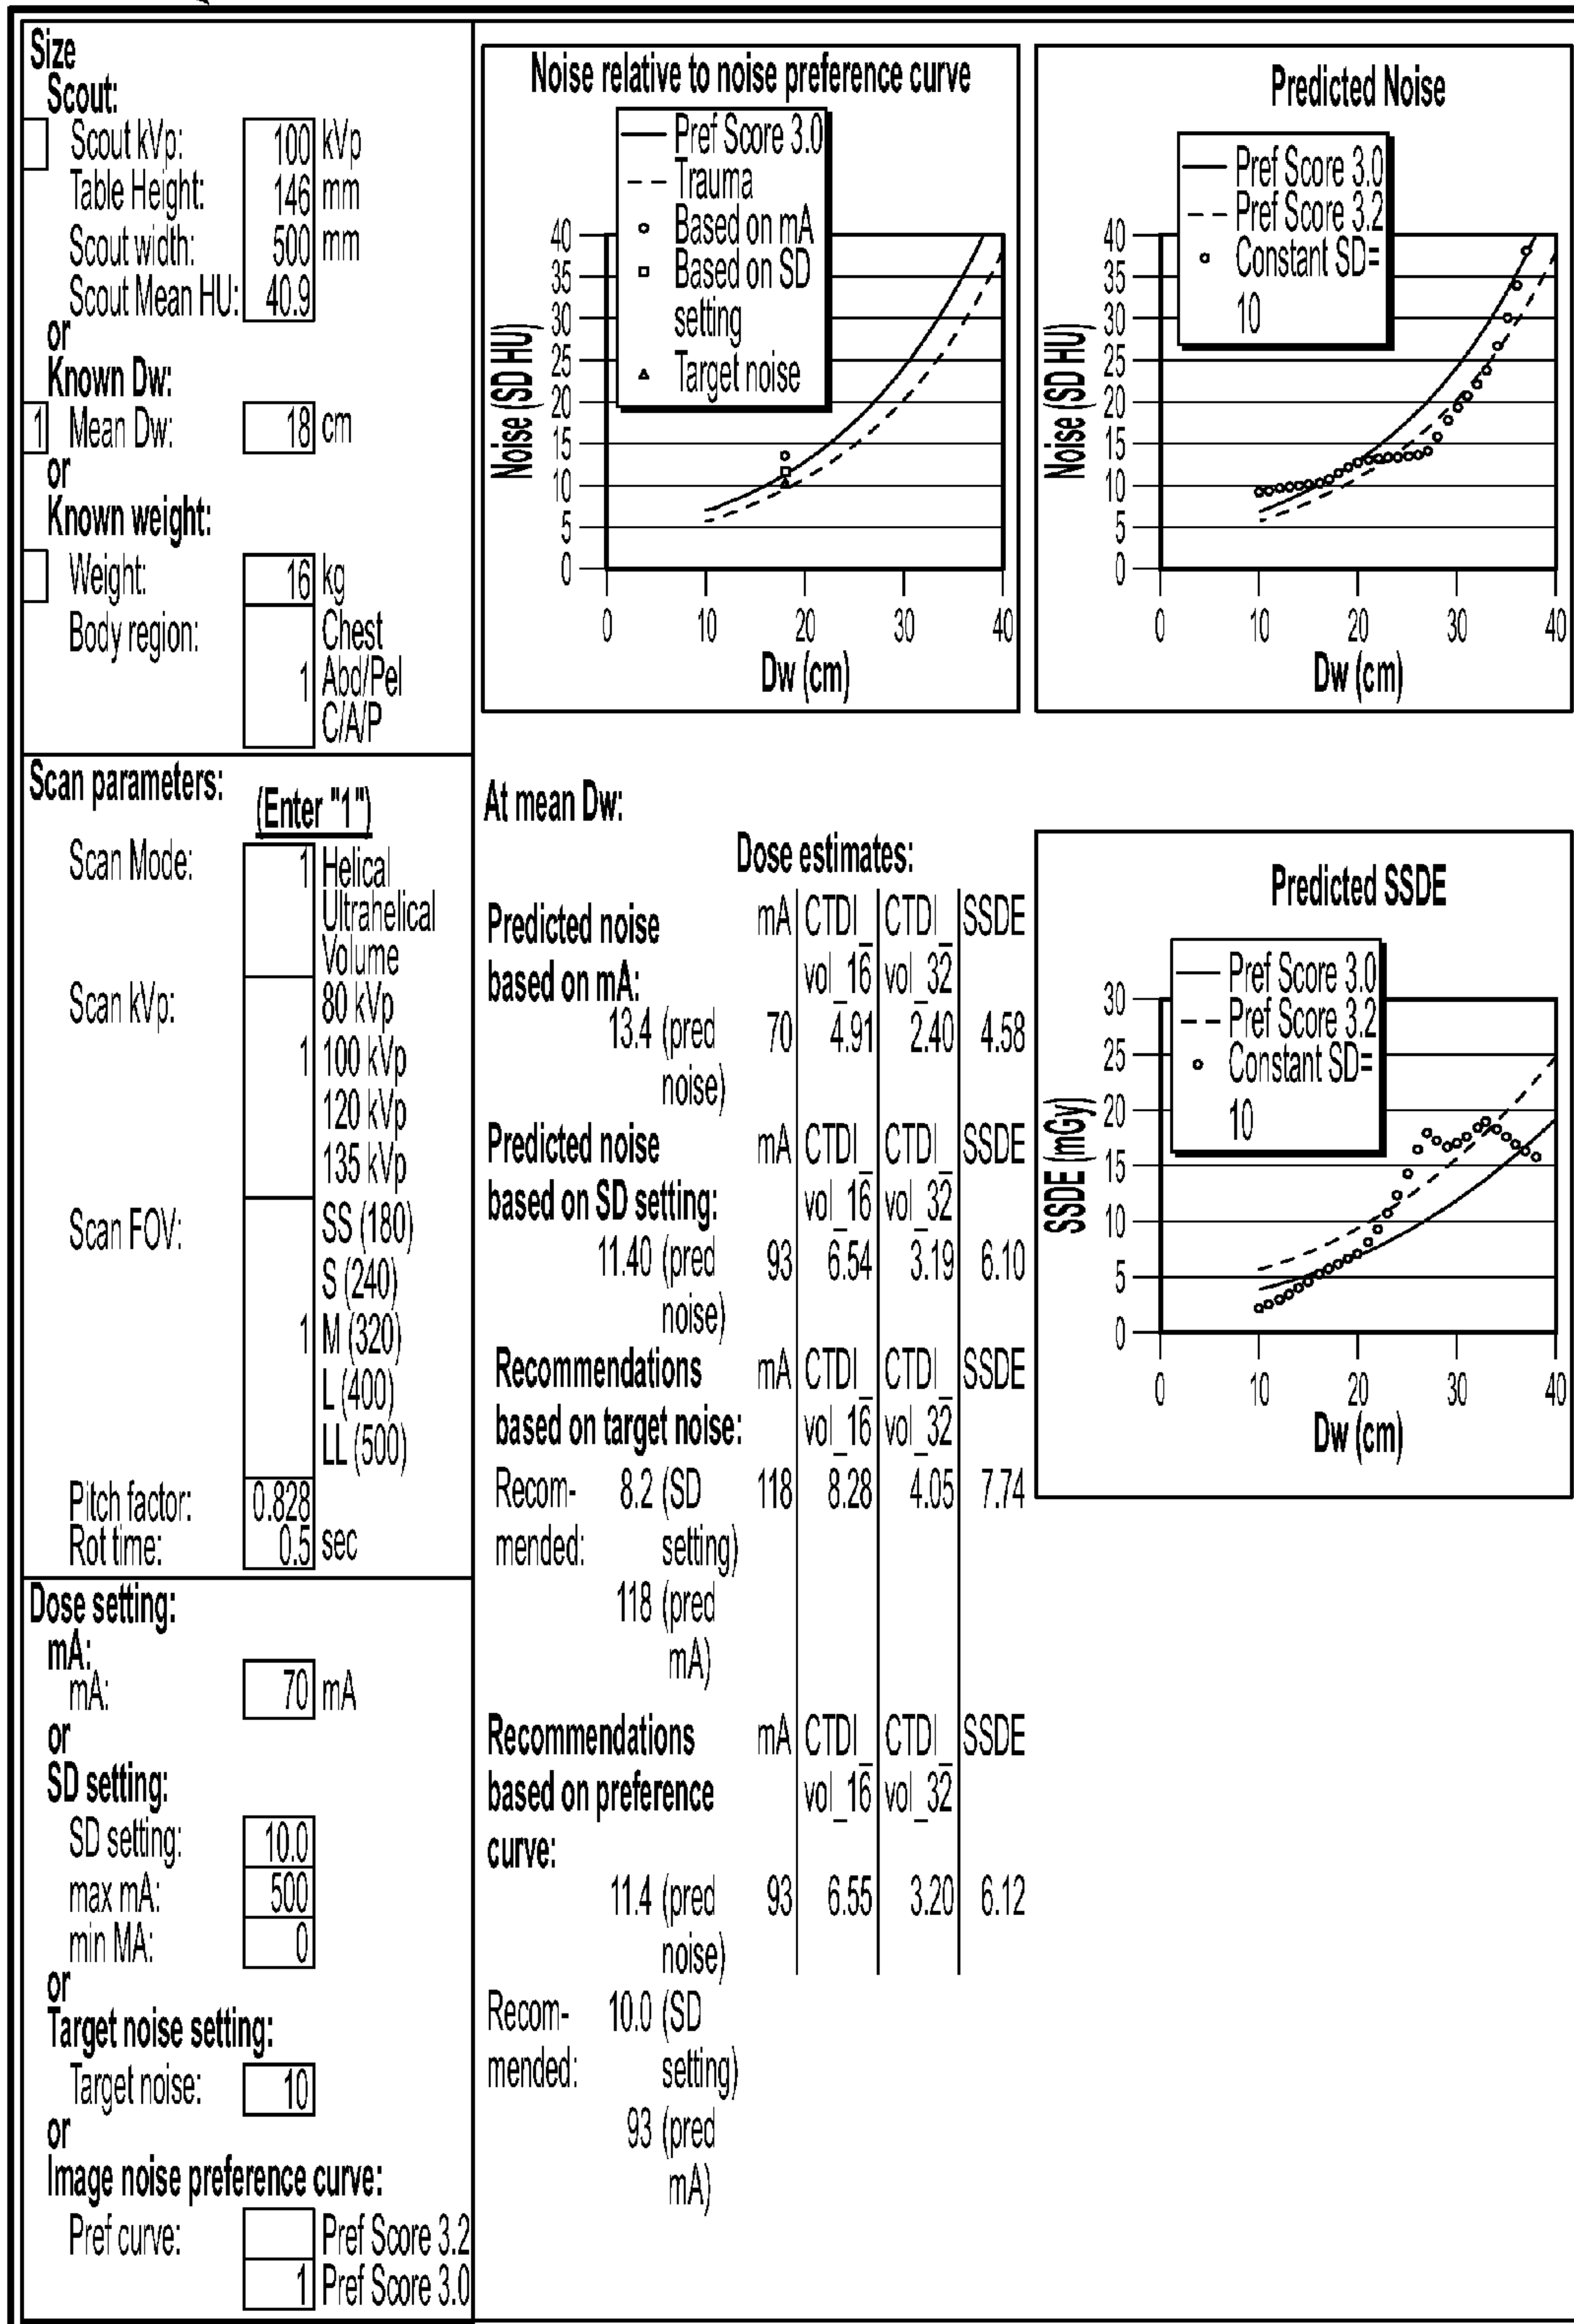 Size
Scout:
Scout kVp: 100 kVp
Table Height: 146 mm
Scout width: 500 mm
Scout Mean HU: 40.9
or
Known Dw:
1 Mean Dw: 18 cm
or
Known weight:
Weight: 16 kg
Body region: Chest
1 Abd/Pel
C/A/P
Scan parameters:
(Enter "1")
Scan Mode: 1 Helical
Ultrahelical
Volume
Scan kVp: 80 kVp
1 100 kVp
120 kVp
135 kVp
Scan FOV: SS (180)
S (240)
1 M (320)
L (400)
LL (500)
Pitch factor: 0.828
Rot time: 0.5 sec
Dose setting:
mA:
mA: 70 mA
or
SD setting:
SD setting: 10.0
max mA: 500
min MA: 0
or
Target noise setting:
Target noise: 10
or
Image noise preference curve:
Pref curve: Pref Score 3.2
1 Pref Score 3.0
Noise relative to noise preference curve
Pref Score 3.0
Trauma
Based on mA
Based on SD
setting
Target noise
Noise (SD HU)
40
35
30
25
20
15
10
5
0
0 10 20 30 40
Dw (cm)
Predicted Noise
Pref Score 3.0
Pref Score 3.2
Constant SD=
10
Noise (SD HU)
40
35
30
25
20
15
10
5
0
0 10 20 30 40
Dw (cm)
At mean Dw:
Dose estimates:
Predicted noise mA CTDI_ CTDI_ SSDE
based on mA: vol_16 vol_32
13.4 (pred 70 4.91 2.40 4.58
noise)
Predicted noise mA CTDI_ CTDI_ SSDE
based on SD setting: vol_16 vol_32
11.40 (pred 93 6.54 3.19 6.10
noise)
Recommendations mA CTDI_ CTDI_ SSDE
based on target noise: vol_16 vol_32
Recom- 8.2 (SD 118 8.28 4.05 7.74
mended: setting)
118 (pred
mA)
Recommendations mA CTDI_ CTDI_ SSDE
based on preference vol_16 vol_32
curve:
11.4 (pred 93 6.55 3.20 6.12
noise)
Recom- 10.0 (SD
mended: setting)
93 (pred
mA)
Predicted SSDE
Pref Score 3.0
Pref Score 3.2
Constant SD=
10
SSDE (mGy)
30
25
20
15
10
5
0
0 10 20 30 40
Dw (cm)